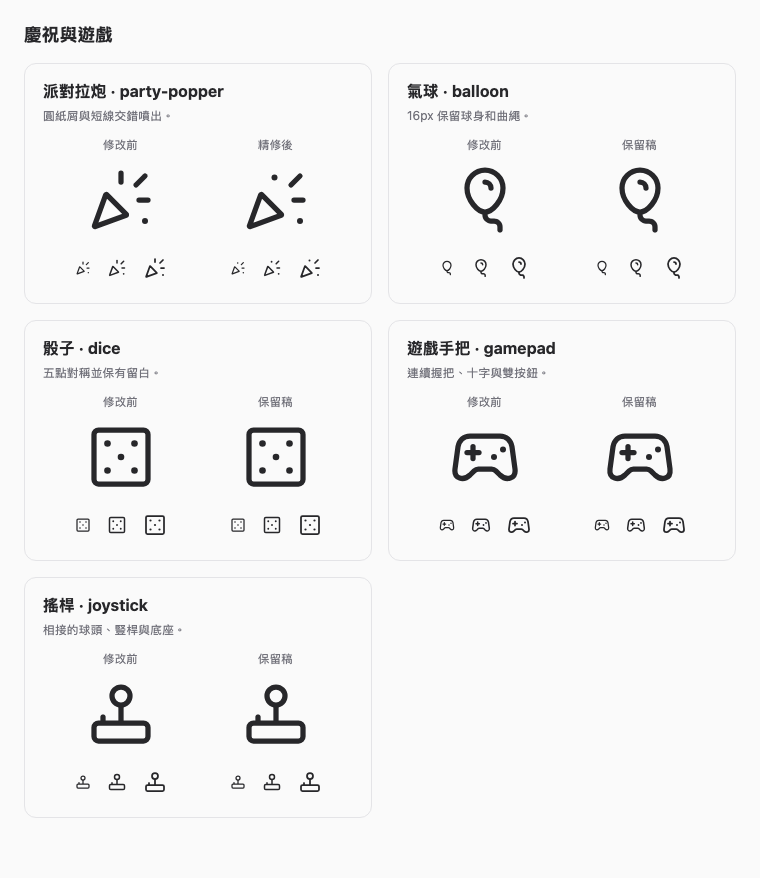 慶祝與遊戲
派對拉炮 · party-popper
圓紙屑與短線交錯噴出。
修改前
精修後
氣球 · balloon
16px 保留球身和曲繩。
修改前
保留稿
骰子 · dice
五點對稱並保有留白。
修改前
保留稿
遊戲手把 · gamepad
連續握把、十字與雙按鈕。
修改前
保留稿
搖桿 · joystick
相接的球頭、豎桿與底座。
修改前
保留稿